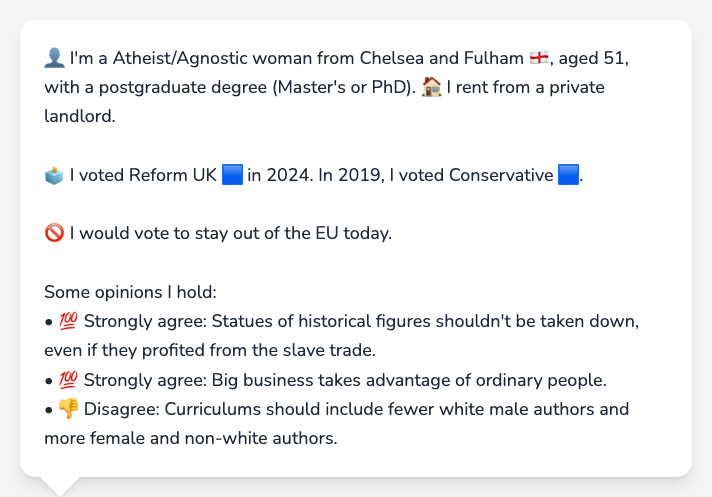 👤 I'm a Atheist/Agnostic woman from Chelsea and Fulham 🏴󠁧󠁢󠁥󠁮󠁧󠁿, aged 51,
with a postgraduate degree (Master's or PhD). 🏠 I rent from a private
landlord.
🗳️ I voted Reform UK 🟦 in 2024. In 2019, I voted Conservative 🟦.
🚫 I would vote to stay out of the EU today.
Some opinions I hold:
• 💯 Strongly agree: Statues of historical figures shouldn't be taken down,
even if they profited from the slave trade.
• 💯 Strongly agree: Big business takes advantage of ordinary people.
• 👎 Disagree: Curriculums should include fewer white male authors and
more female and non-white authors.